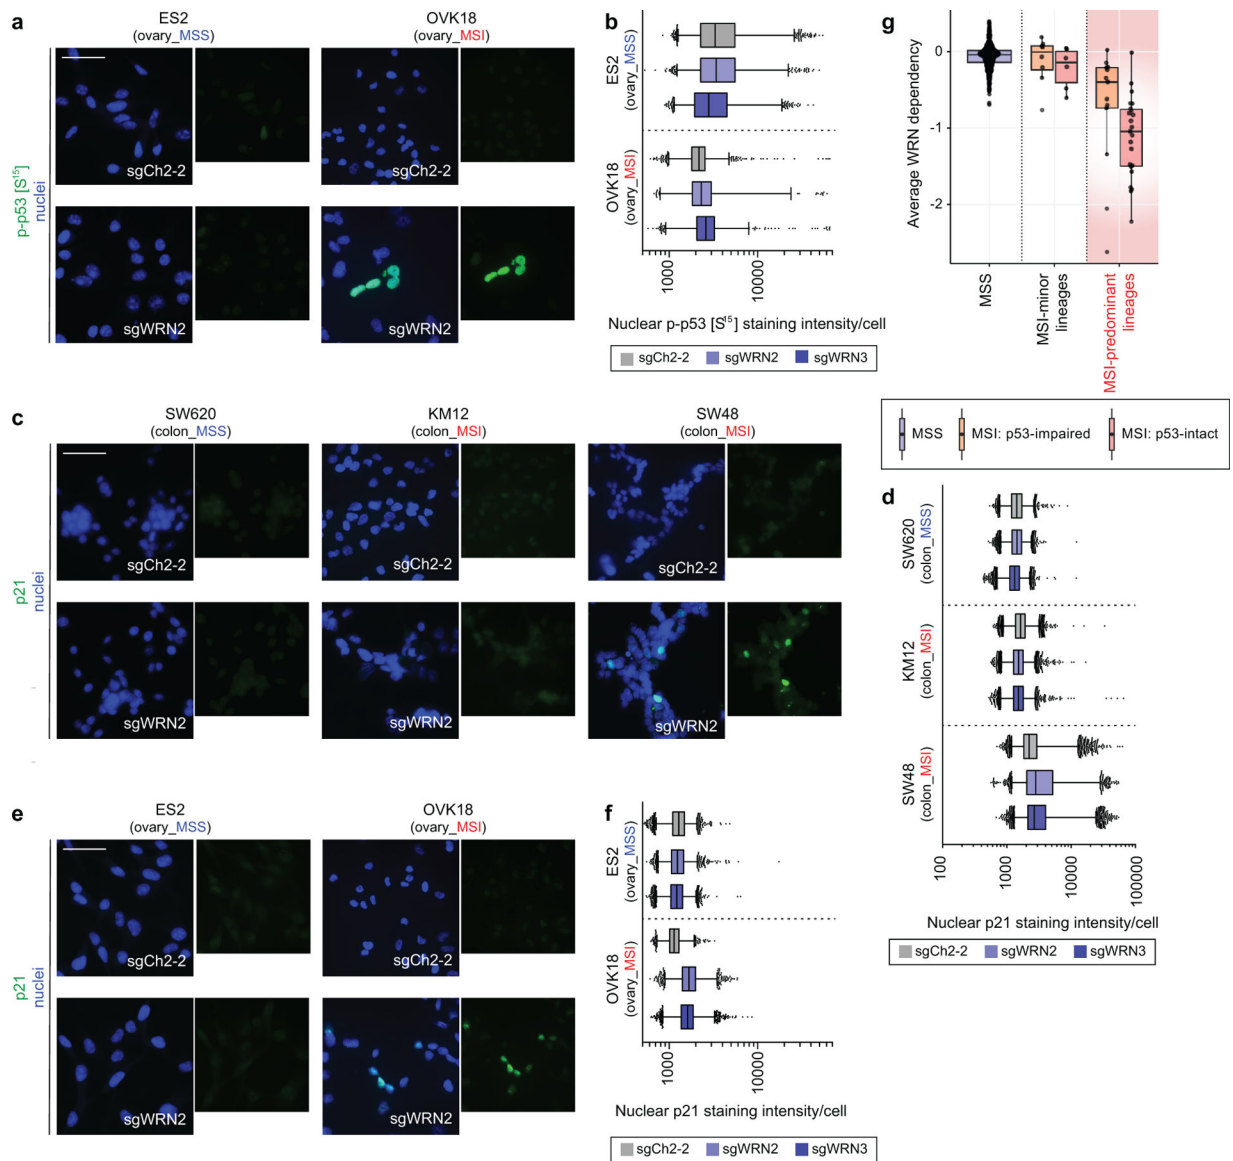 a
ES2
(ovary_MSS)
OVK18
(ovary_MSI)
p-p53 [S15]
nuclei
sgCh2-2
sgCh2-2
sgWRN2
sgWRN2
b
ES2
(ovary_MSS)
OVK18
(ovary_MSI)
1000
10000
Nuclear p-p53 [S15] staining intensity/cell
sgCh2-2
sgWRN2
sgWRN3
g
Average WRN dependency
0
-1
-2
MSS
MSI-minor
lineages
MSI-predominant
lineages
MSS
MSI: p53-impaired
MSI: p53-intact
c
SW620
(colon_MSS)
KM12
(colon_MSI)
SW48
(colon_MSI)
p21
nuclei
sgCh2-2
sgCh2-2
sgCh2-2
sgWRN2
sgWRN2
sgWRN2
d
SW620
(colon_MSS)
KM12
(colon_MSI)
SW48
(colon_MSI)
100
1000
10000
100000
Nuclear p21 staining intensity/cell
sgCh2-2
sgWRN2
sgWRN3
e
ES2
(ovary_MSS)
OVK18
(ovary_MSI)
p21
nuclei
sgCh2-2
sgCh2-2
sgWRN2
sgWRN2
f
ES2
(ovary_MSS)
OVK18
(ovary_MSI)
1000
10000
Nuclear p21 staining intensity/cell
sgCh2-2
sgWRN2
sgWRN3